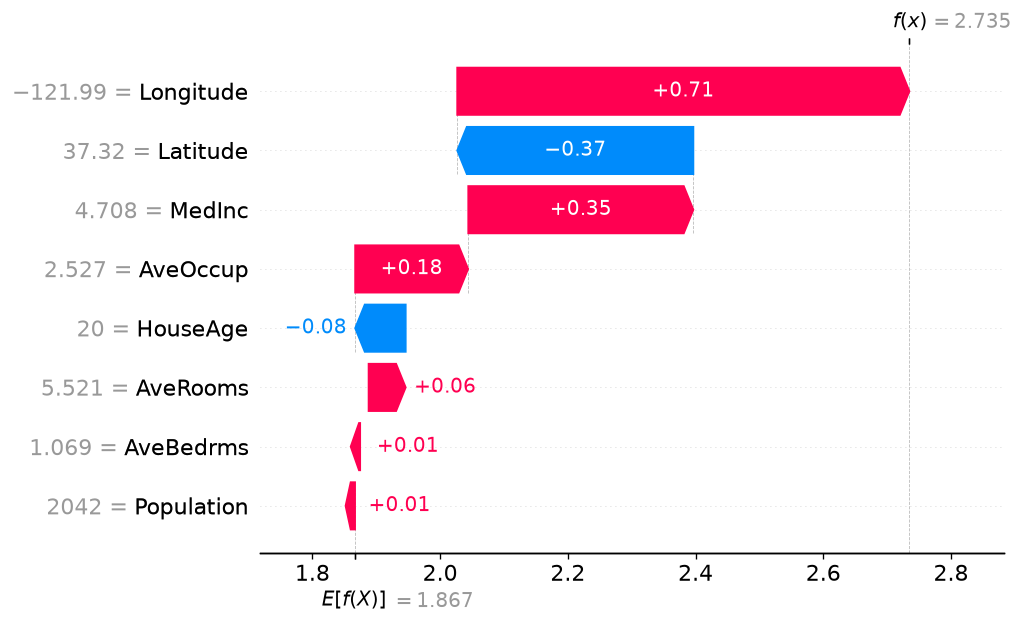 f(x) = 2.735
−121.99 = Longitude +0.71
37.32 = Latitude −0.37
4.708 = MedInc +0.35
2.527 = AveOccup +0.18
20 = HouseAge −0.08
5.521 = AveRooms +0.06
1.069 = AveBedrms +0.01
2042 = Population +0.01
1.8 2.0 2.2 2.4 2.6 2.8
E[f(X)] = 1.867